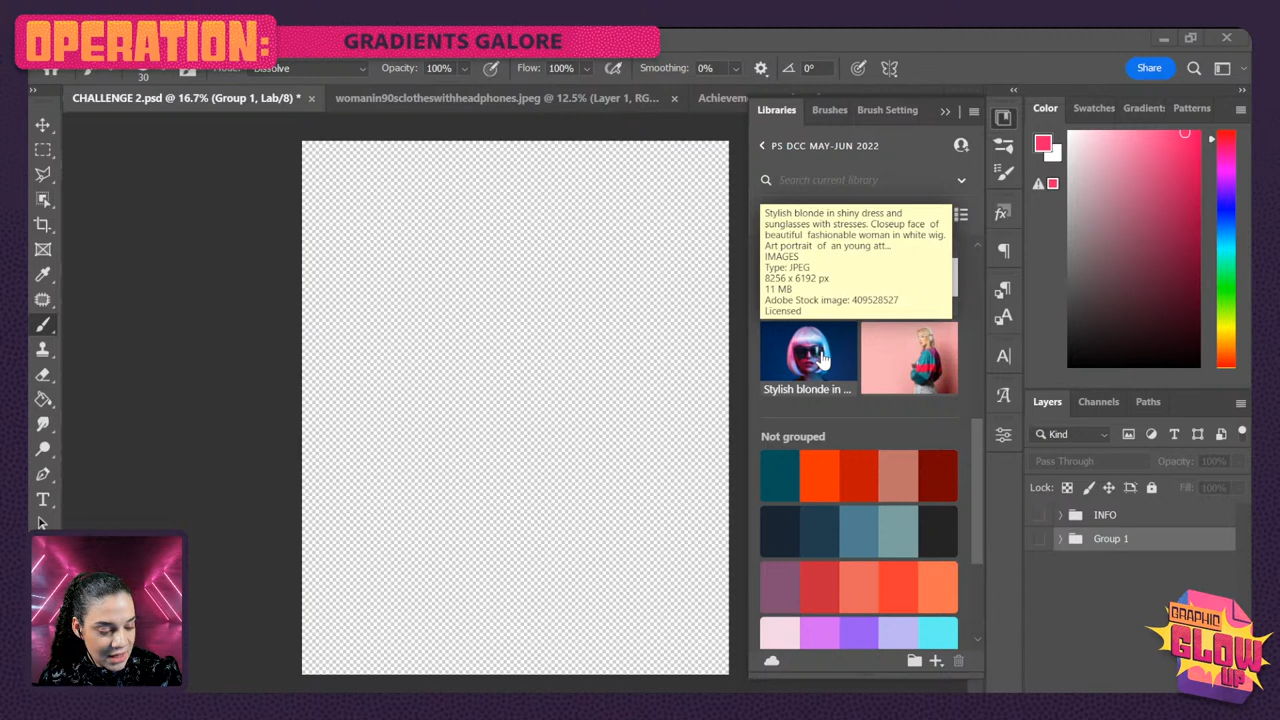 OPERATION:
GRADIENTS GALORE
30
Dissolve
Opacity: 100%
Flow: 100%
Smoothing: 0%
0°
Share
CHALLENGE 2.psd @ 16.7% (Group 1, Lab/8) *
womanin90sclotheswithheadphones.jpeg @ 12.5% (Layer 1, RG...
Achievem
Libraries
Brushes
Brush Setting
Color
Swatches
Gradient:
Patterns
PS DCC MAY-JUN 2022
Search current library
Stylish blonde in shiny dress and
sunglasses with stresses. Closeup face of
beautiful fashionable woman in white wig.
Art portrait of an young att...
IMAGES
Type: JPEG
8256 x 6192 px
11 MB
Adobe Stock image: 409528527
Licensed
Stylish blonde in ...
Not grouped
Layers
Channels
Paths
Kind
Pass Through
Opacity: 100%
Lock:
Fill: 100%
INFO
Group 1
GRAPHIC
GLOW
UP